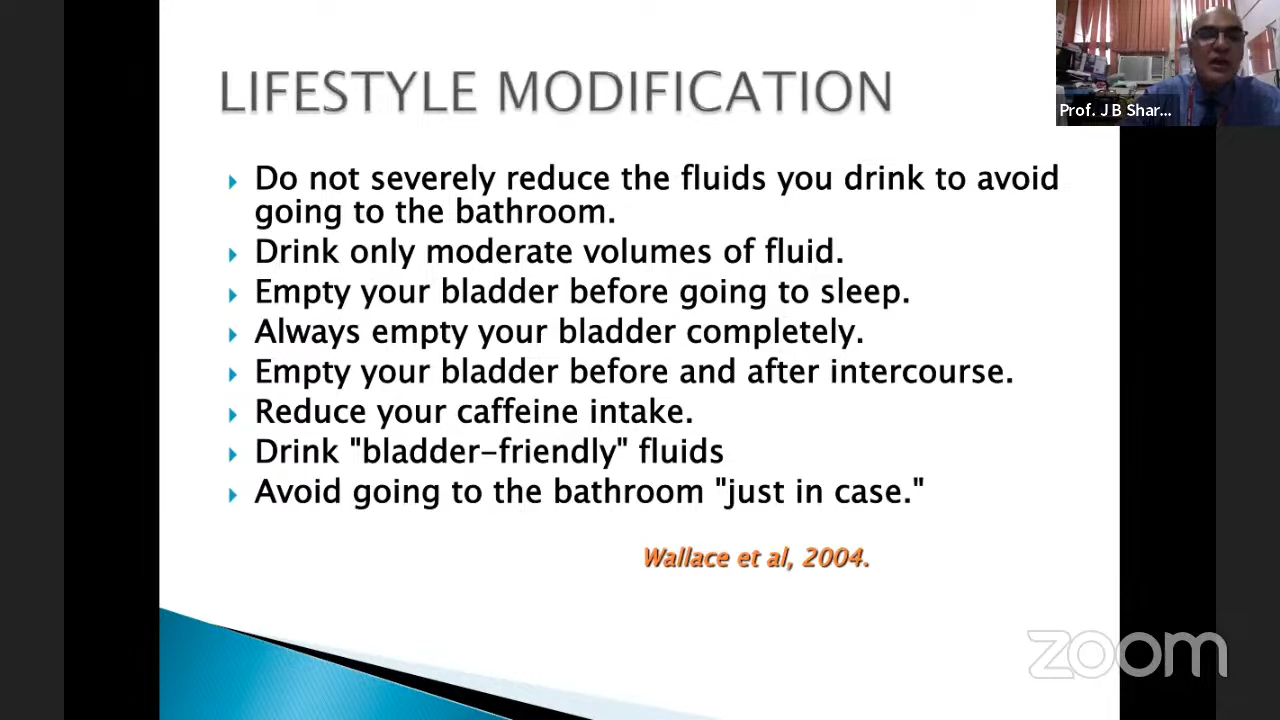 LIFESTYLE MODIFICATION
Prof. J B Shar...
Do not severely reduce the fluids you drink to avoid
going to the bathroom.
Drink only moderate volumes of fluid.
Empty your bladder before going to sleep.
Always empty your bladder completely.
Empty your bladder before and after intercourse.
Reduce your caffeine intake.
Drink "bladder-friendly" fluids
Avoid going to the bathroom "just in case."
Wallace et al, 2004.
zoom